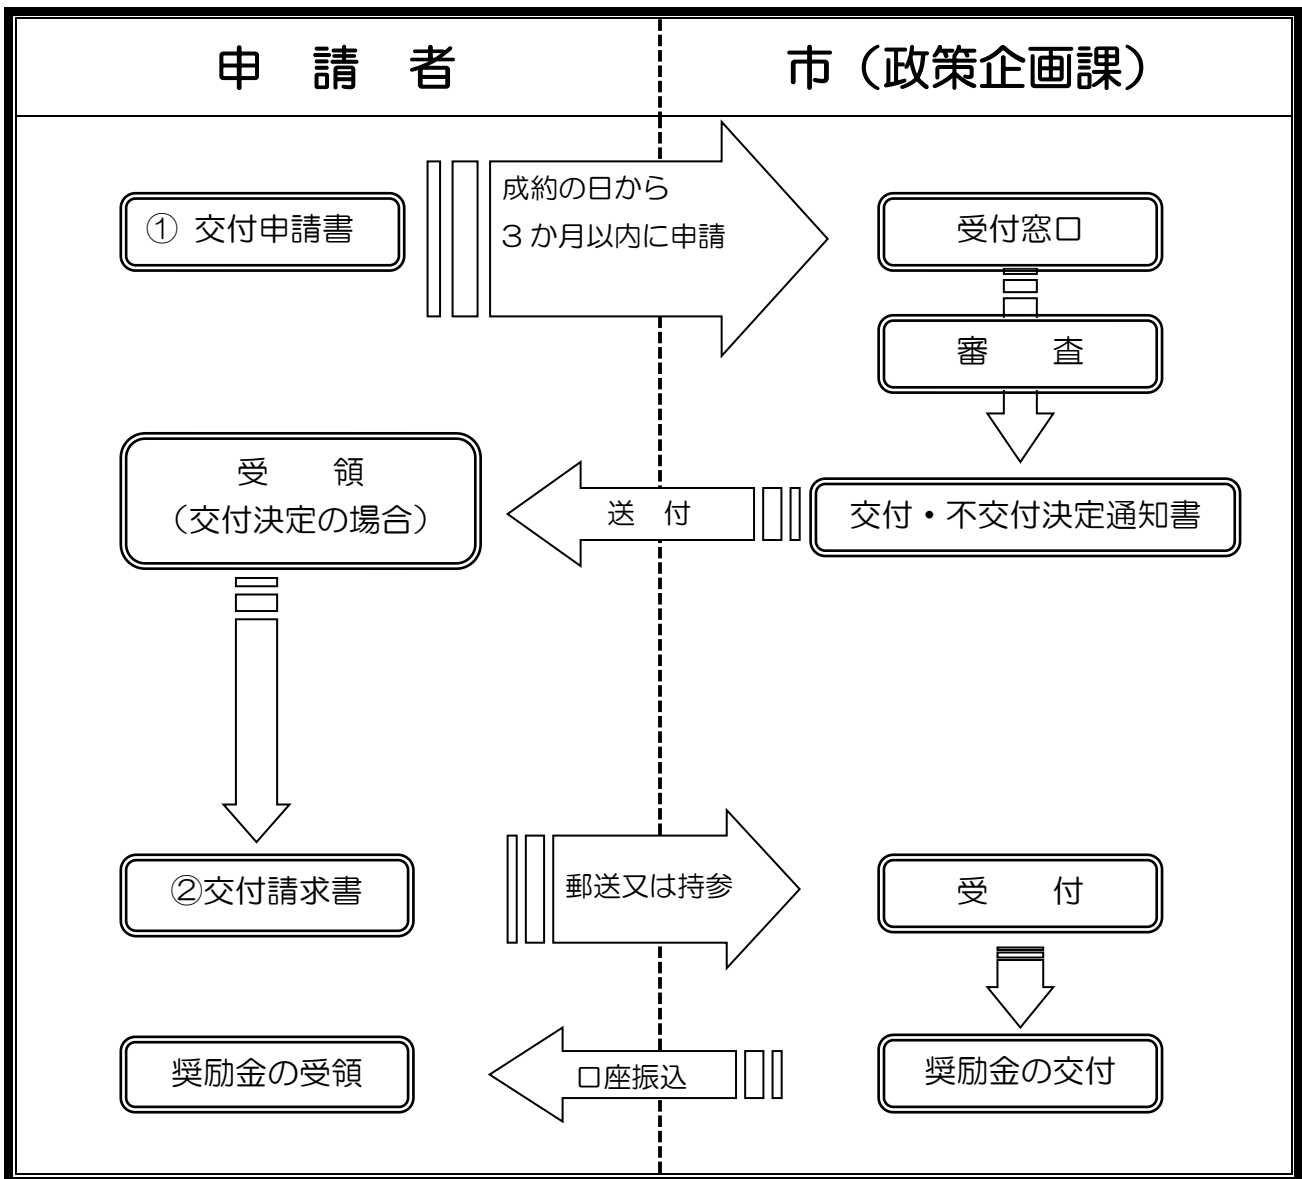 申　請　者
市（政策企画課）
① 交付申請書
成約の日から
3 か月以内に申請
受付窓口
審　　査
受　　領
（交付決定の場合）
送　付
交付・不交付決定通知書
②交付請求書
郵送又は持参
受　　付
奨励金の受領
口座振込
奨励金の交付